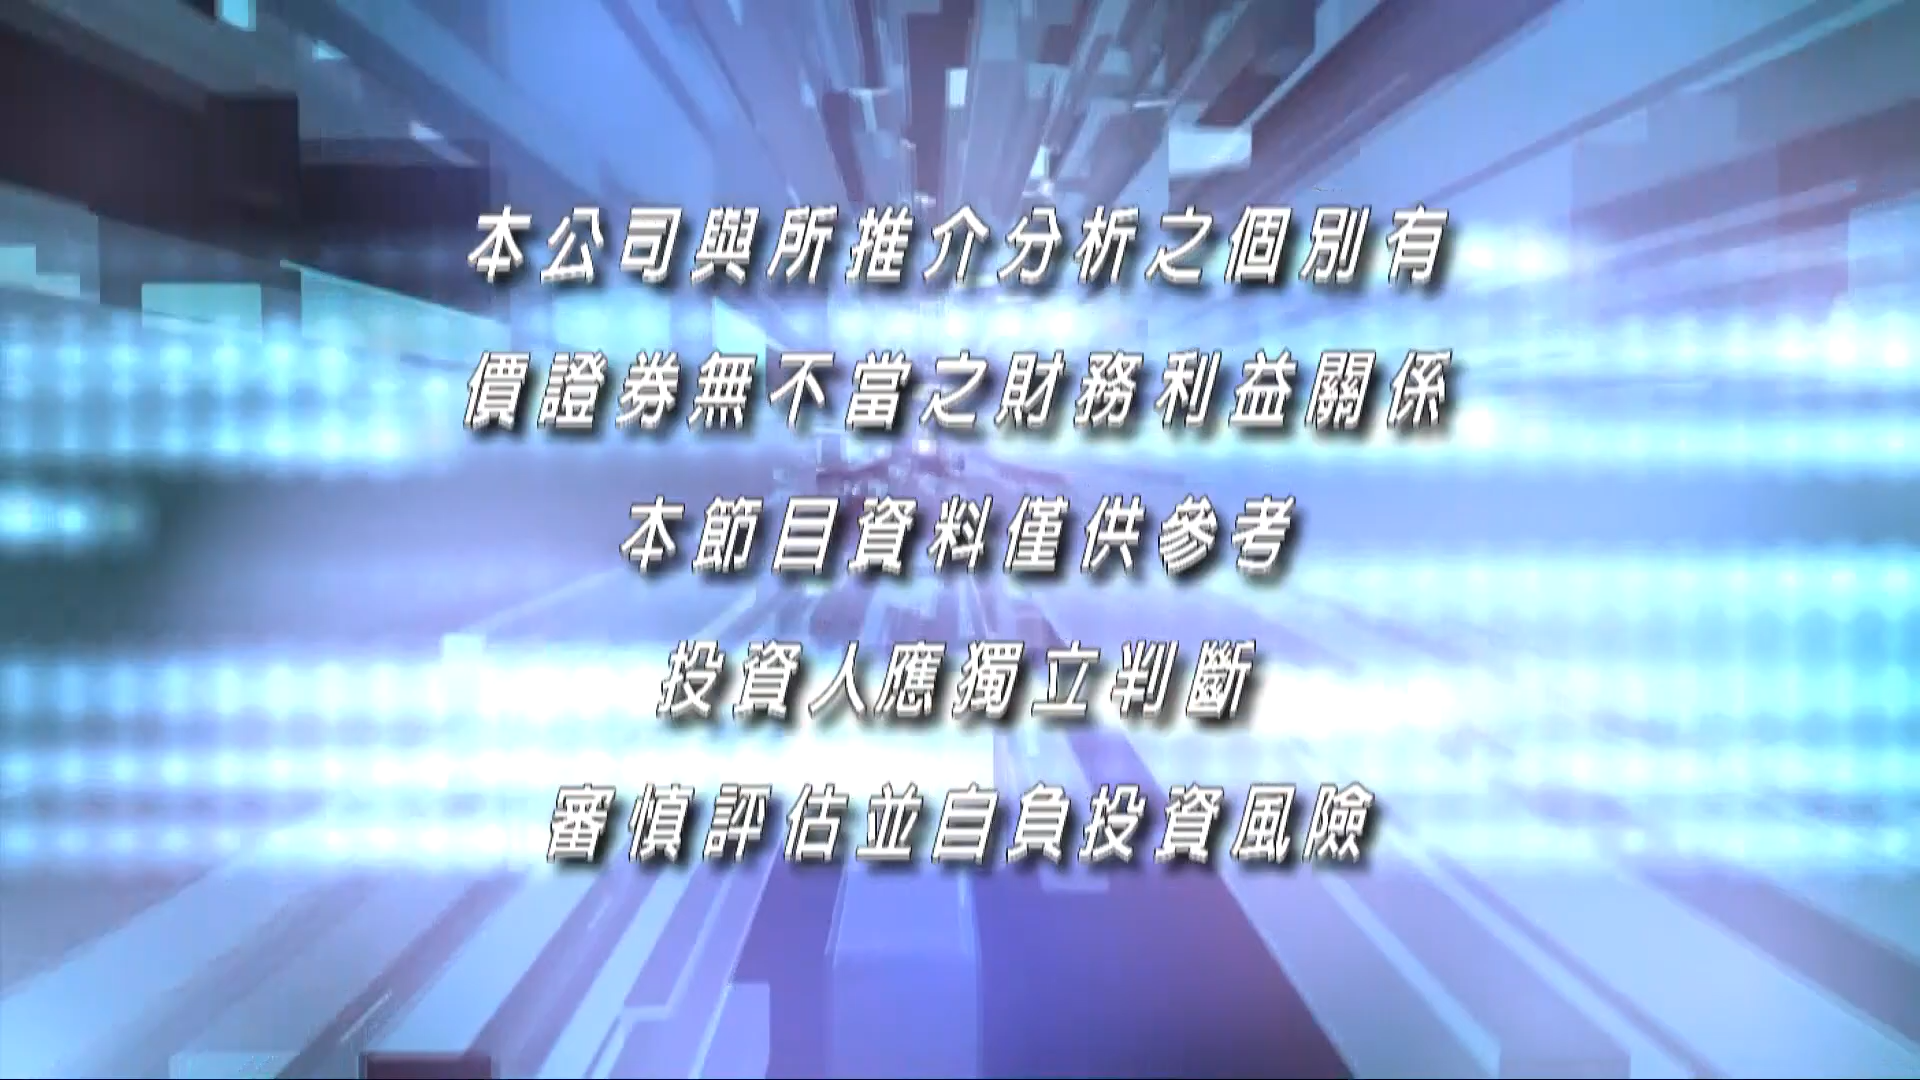 本公司與所推介分析之個別有
價證券無不當之財務利益關係
本節目資料僅供參考
投資人應獨立判斷
審慎評估並自負投資風險